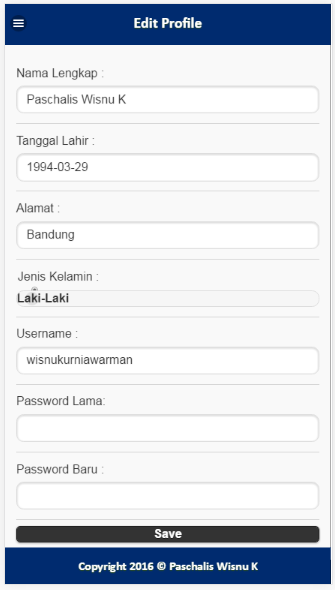 Edit Profile
Nama Lengkap :
Paschalis Wisnu K
Tanggal Lahir :
1994-03-29
Alamat :
Bandung
Jenis Kelamin :
Laki-Laki
Username :
wisnukurniawarman
Password Lama:
Password Baru :
Save
Copyright 2016 © Paschalis Wisnu K